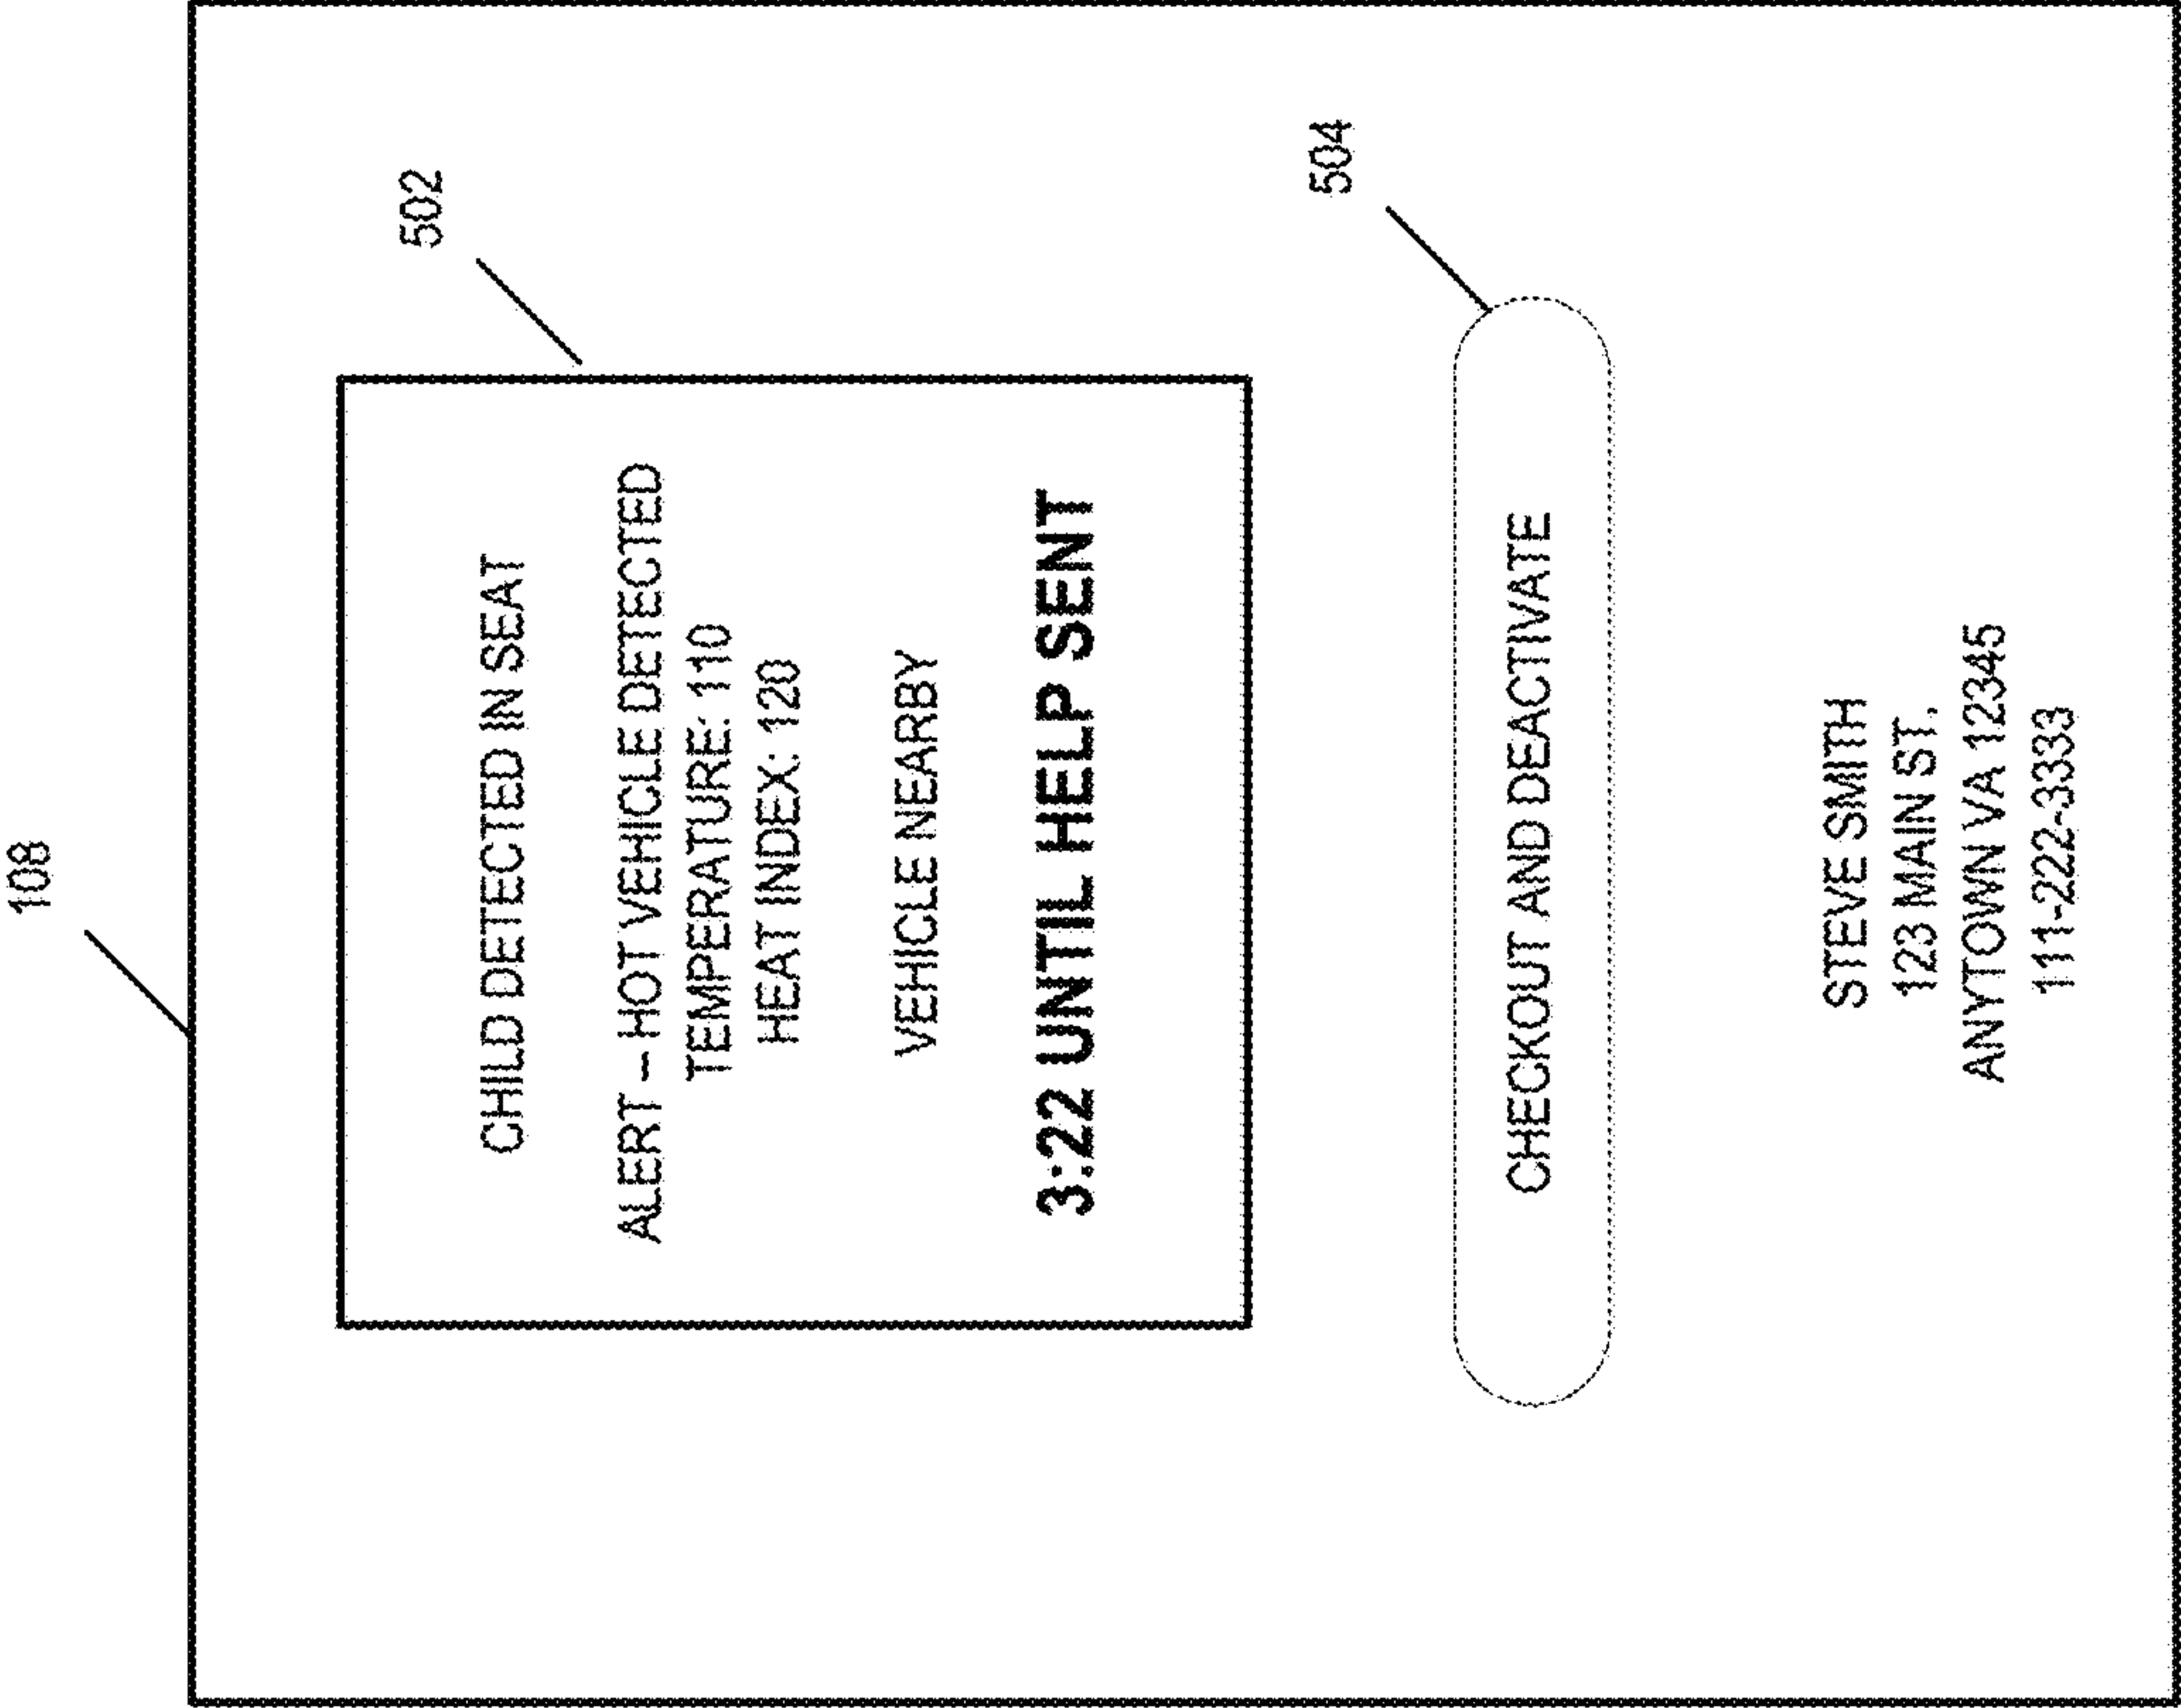 108
502
CHILD DETECTED IN SEAT
ALERT – HOT VEHICLE DETECTED
TEMPERATURE: 110
HEAT INDEX: 120
VEHICLE NEARBY
3:22 UNTIL HELP SENT
504
CHECKOUT AND DEACTIVATE
STEVE SMITH
123 MAIN ST.
ANYTOWN VA 12345
111-222-3333